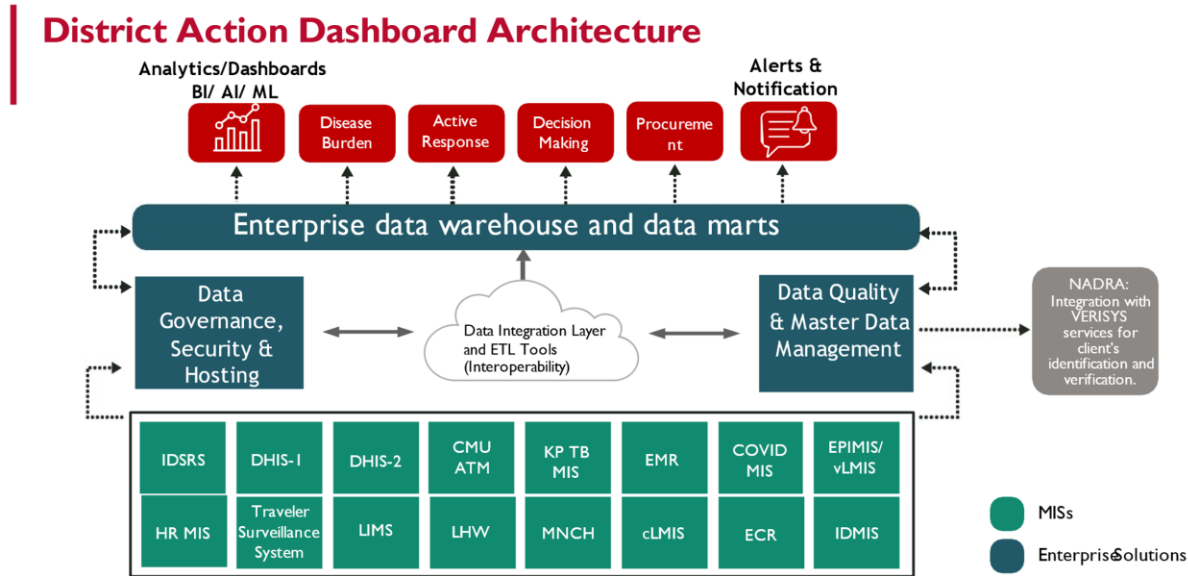 District Action Dashboard Architecture
Analytics/Dashboards
BI/ AI/ ML
Alerts &
Notification
Disease
Burden
Active
Response
Decision
Making
Procureme
nt
Enterprise data warehouse and data marts
Data
Governance,
Security &
Hosting
Data Integration Layer
and ETL Tools
(Interoperability)
Data Quality
& Master Data
Management
NADRA:
Integration with
VERISYS
services for
client's
identification and
verification.
IDSRS
DHIS-1
DHIS-2
CMU
ATM
KP TB
MIS
EMR
COVID
MIS
EPIMIS/
vLMIS
HR MIS
Traveler
Surveillance
System
LIMS
LHW
MNCH
cLMIS
ECR
IDMIS
MISs
EnterpriseSolutions